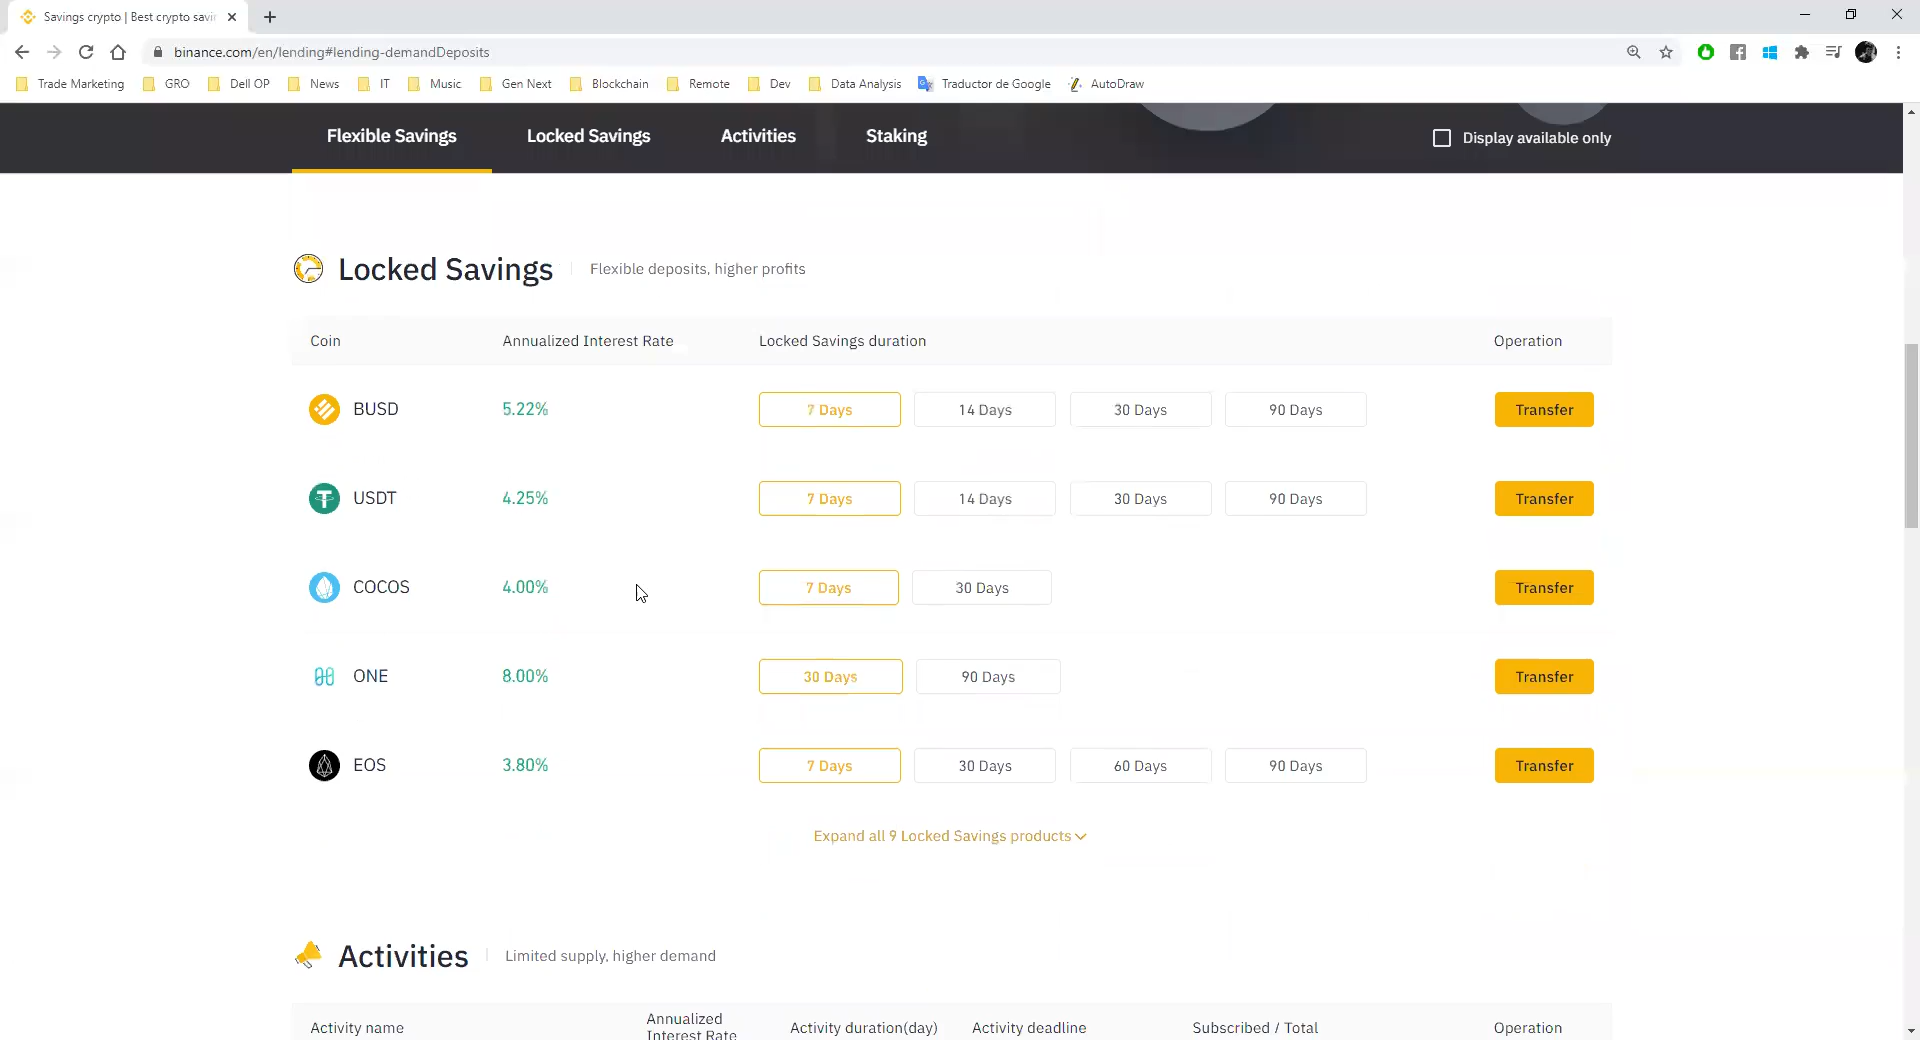 Savings crypto | Best crypto savi
binance.com/en/lending#lending-demandDeposits
Trade Marketing GRO Dell OP News IT Music Gen Next Blockchain Remote Dev Data Analysis Traductor de Google AutoDraw
Flexible Savings Locked Savings Activities Staking Display available only
Locked Savings Flexible deposits, higher profits
Coin Annualized Interest Rate Locked Savings duration Operation
BUSD 5.22% 7 Days 14 Days 30 Days 90 Days Transfer
USDT 4.25% 7 Days 14 Days 30 Days 90 Days Transfer
COCOS 4.00% 7 Days 30 Days Transfer
ONE 8.00% 30 Days 90 Days Transfer
EOS 3.80% 7 Days 30 Days 60 Days 90 Days Transfer
Expand all 9 Locked Savings products
Activities Limited supply, higher demand
Activity name Annualized Interest Rate Activity duration(day) Activity deadline Subscribed / Total Operation